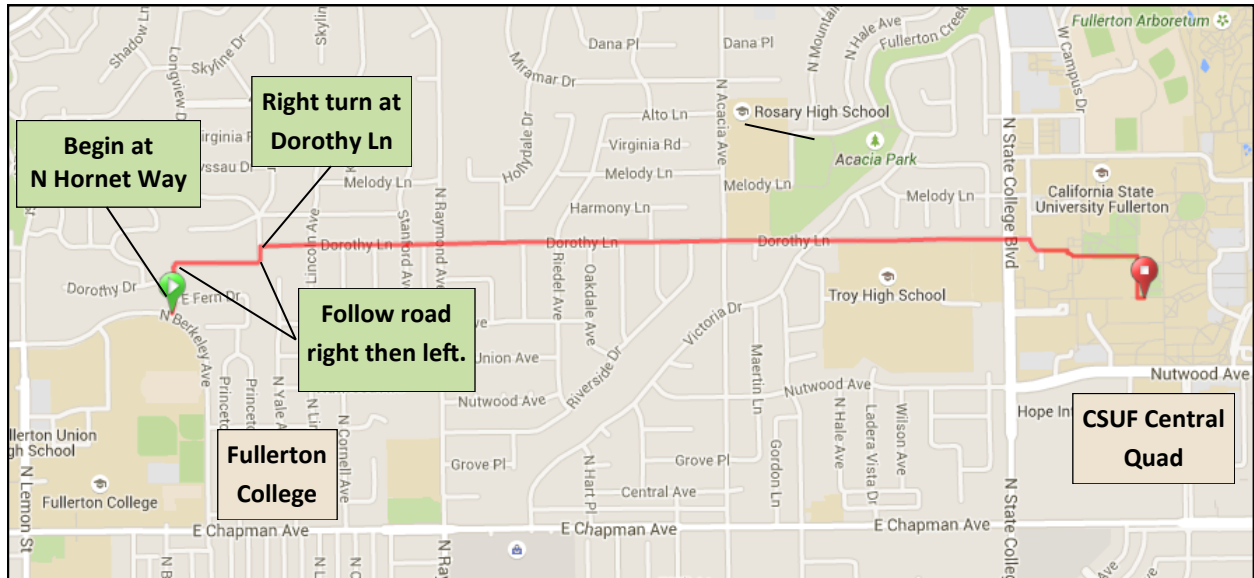 Shadow Ln
Longview Dr
Skyline Dr
Dana Pl
Dana Pl
N Hale Ave
Fullerton Creek
Fullerton Arboretum
W Campus Dr
Miramar Dr
Right turn at
Dorothy Ln
Begin at
N Hornet Way
Virginia Rd
Alto Ln
N Acacia Ave
Rosary High School
Acacia Park
Virginia Rd
Hollydale Dr
Melody Ln
Melody Ln
Melody Ln
Melody Ln
Harmony Ln
N Raymond Ave
Stanford Ave
Lincoln Ave
N State College Blvd
California State
University Fullerton
Dorothy Ln
Dorothy Ln
Dorothy Ln
Dorothy Dr
E Fern Dr
N Berkeley Ave
Riedel Ave
Oakdale Ave
Troy High School
Victoria Dr
Follow road
right then left.
Union Ave
Riverside Dr
Maertin Ln
Nutwood Ave
Nutwood Ave
Nutwood Ave
N Yale A
N Cornell Ave
N Hale Ave
Ladera Vista Dr
Wilson Ave
Hope Int
CSUF Central
Quad
Fullerton
College
Grove Pl
Grove Pl
Gordon Ln
Central Ave
N Hart Pl
Fullerton College
N Lemon St
E Chapman Ave
E Chapman Ave
E Chapman Ave